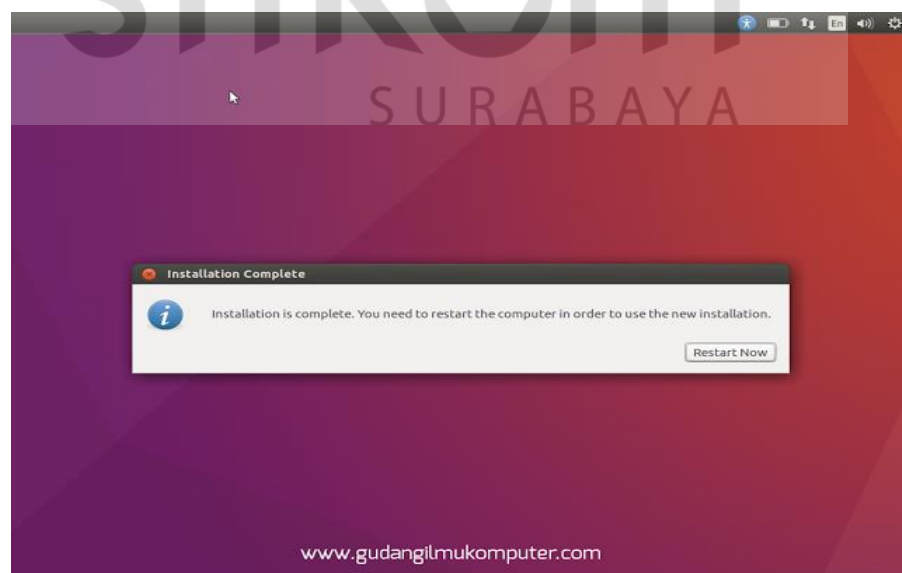 En
SURABAYA
Installation Complete
Installation is complete. You need to restart the computer in order to use the new installation.
Restart Now
www.gudangilmukomputer.com